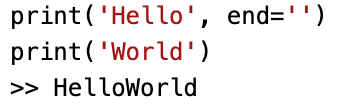 print('Hello', end='')
print('World')
>> HelloWorld